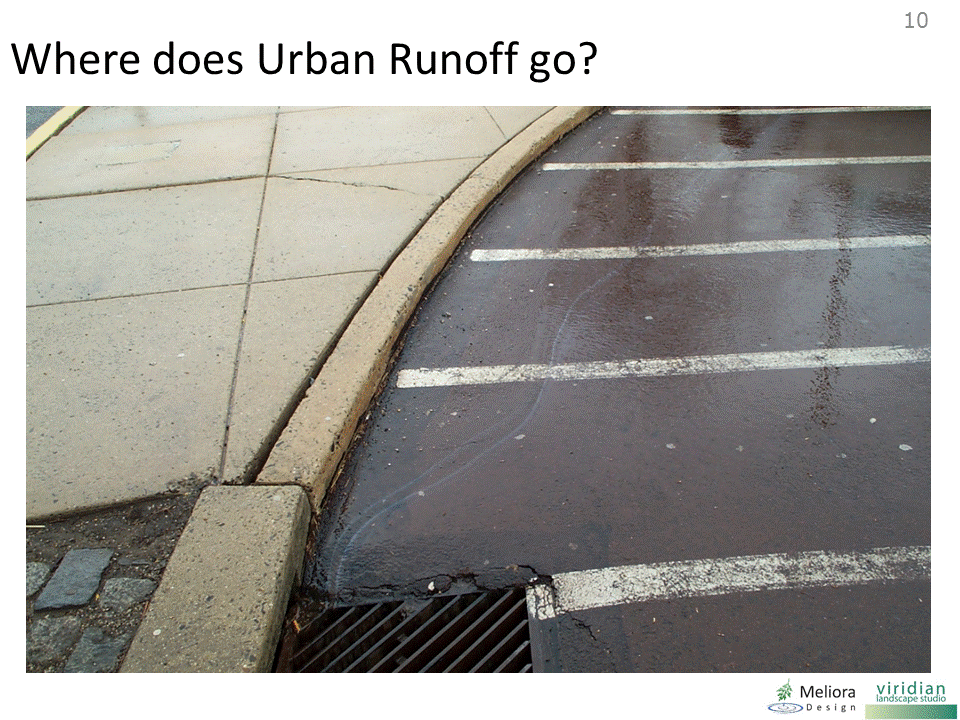 10
Where does Urban Runoff go?
Meliora
Design
viridian
landscape studio